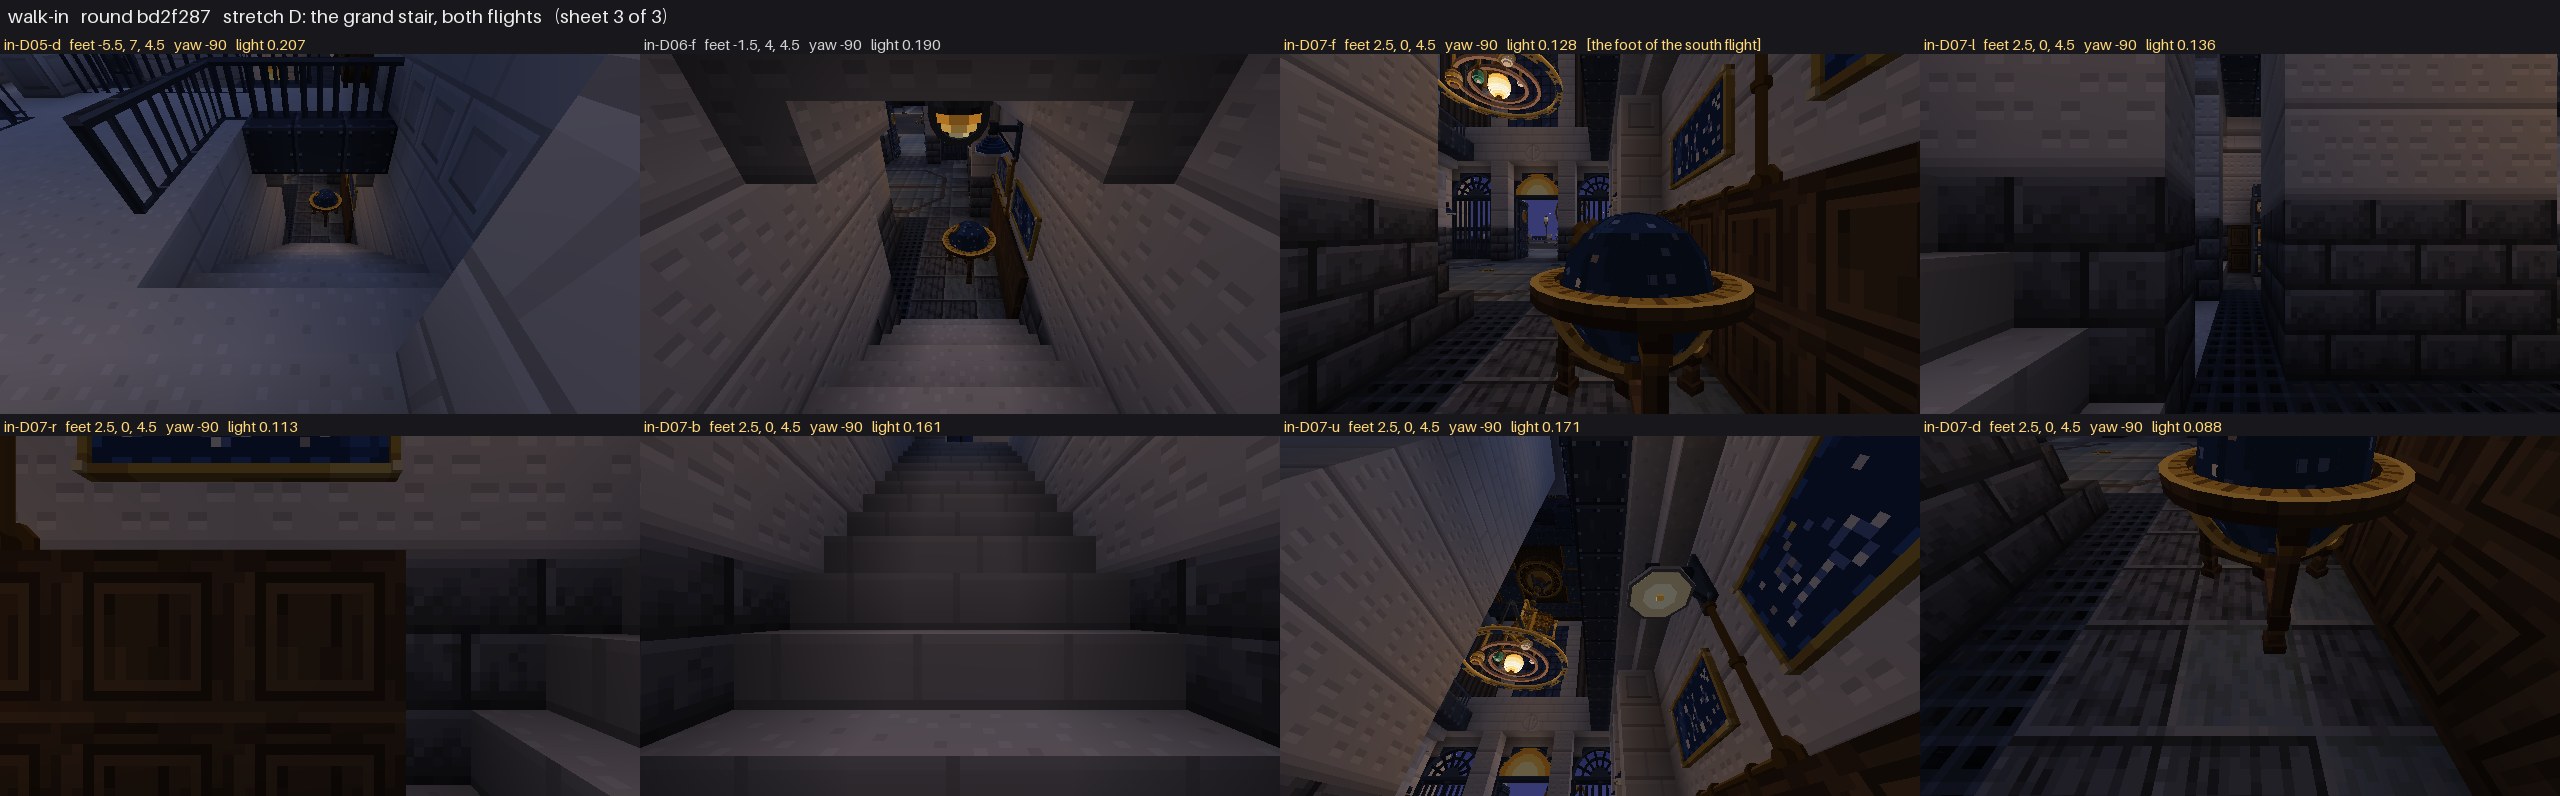 walk-in round bd2f287 stretch D: the grand stair, both flights (sheet 3 of 3)
in-D05-d feet -5.5, 7, 4.5 yaw -90 light 0.207
in-D06-f feet -1.5, 4, 4.5 yaw -90 light 0.190
in-D07-f feet 2.5, 0, 4.5 yaw -90 light 0.128 [the foot of the south flight]
in-D07-l feet 2.5, 0, 4.5 yaw -90 light 0.136
in-D07-r feet 2.5, 0, 4.5 yaw -90 light 0.113
in-D07-b feet 2.5, 0, 4.5 yaw -90 light 0.161
in-D07-u feet 2.5, 0, 4.5 yaw -90 light 0.171
in-D07-d feet 2.5, 0, 4.5 yaw -90 light 0.088